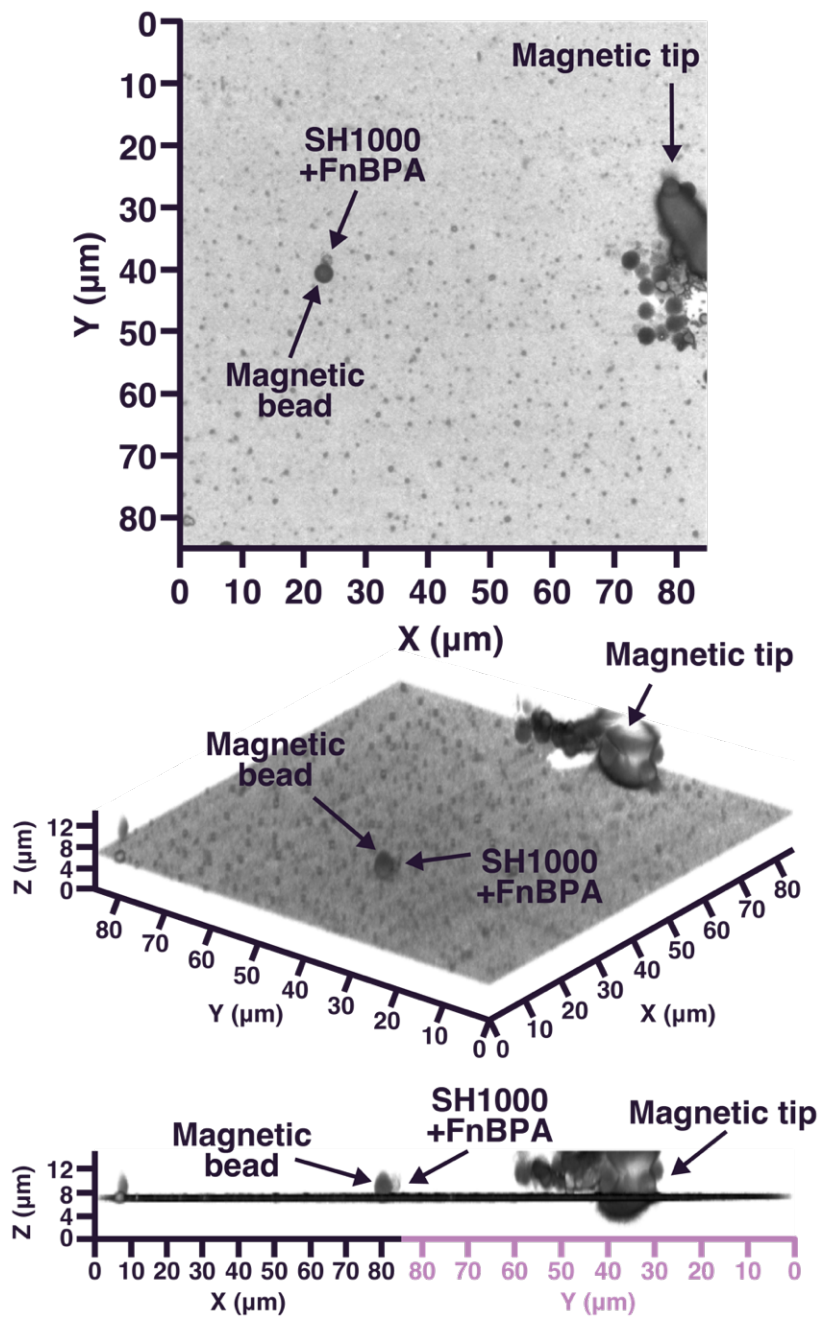 Magnetic tip
SH1000
+FnBPA
Magnetic
bead
Y (μm)
0
10
20
30
40
50
60
70
80
0 10 20 30 40 50 60 70 80
X (μm)
Magnetic tip
Magnetic
bead
SH1000
+FnBPA
Z (μm)
12
8
4
0
80 70 60 50 40 30 20 10 0
Y (μm)
0 10 20 30 40 50 60 70 80
X (μm)
SH1000
+FnBPA
Magnetic tip
Magnetic
bead
Z (μm)
12
8
4
0
0 10 20 30 40 50 60 70 80 80 70 60 50 40 30 20 10 0
X (μm) Y (μm)